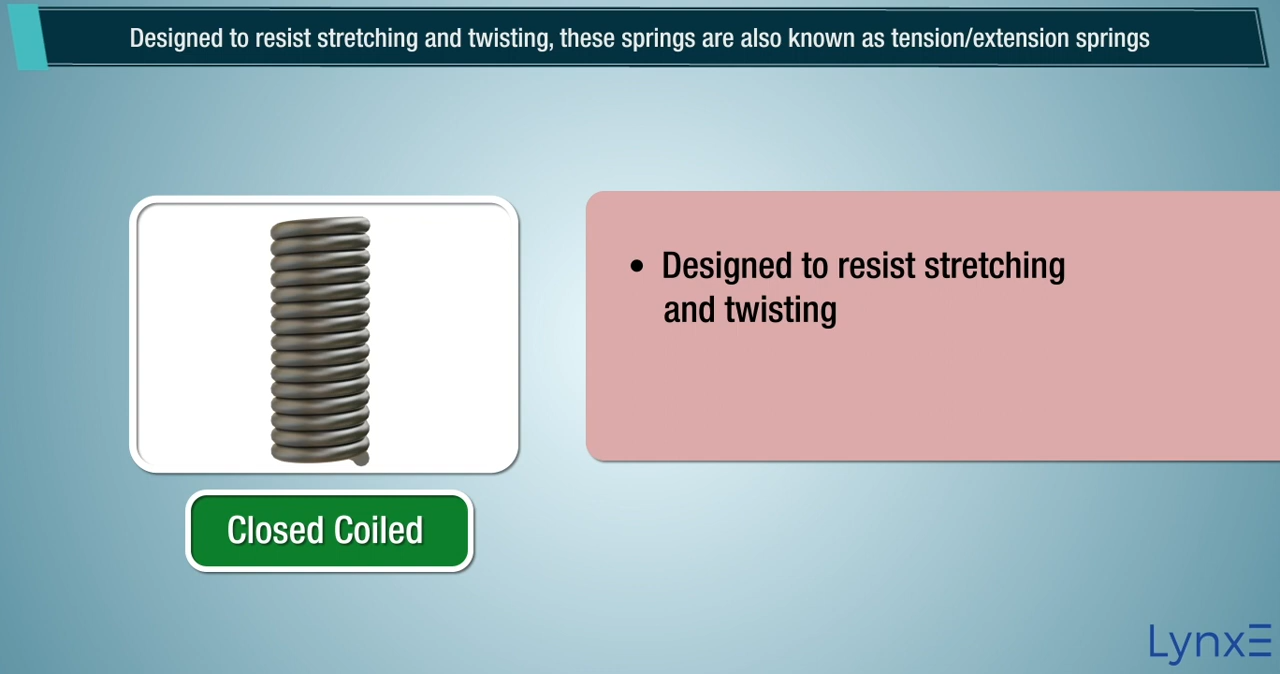 Designed to resist stretching and twisting, these springs are also known as tension/extension springs
• Designed to resist stretching
and twisting
Closed Coiled
LynxE